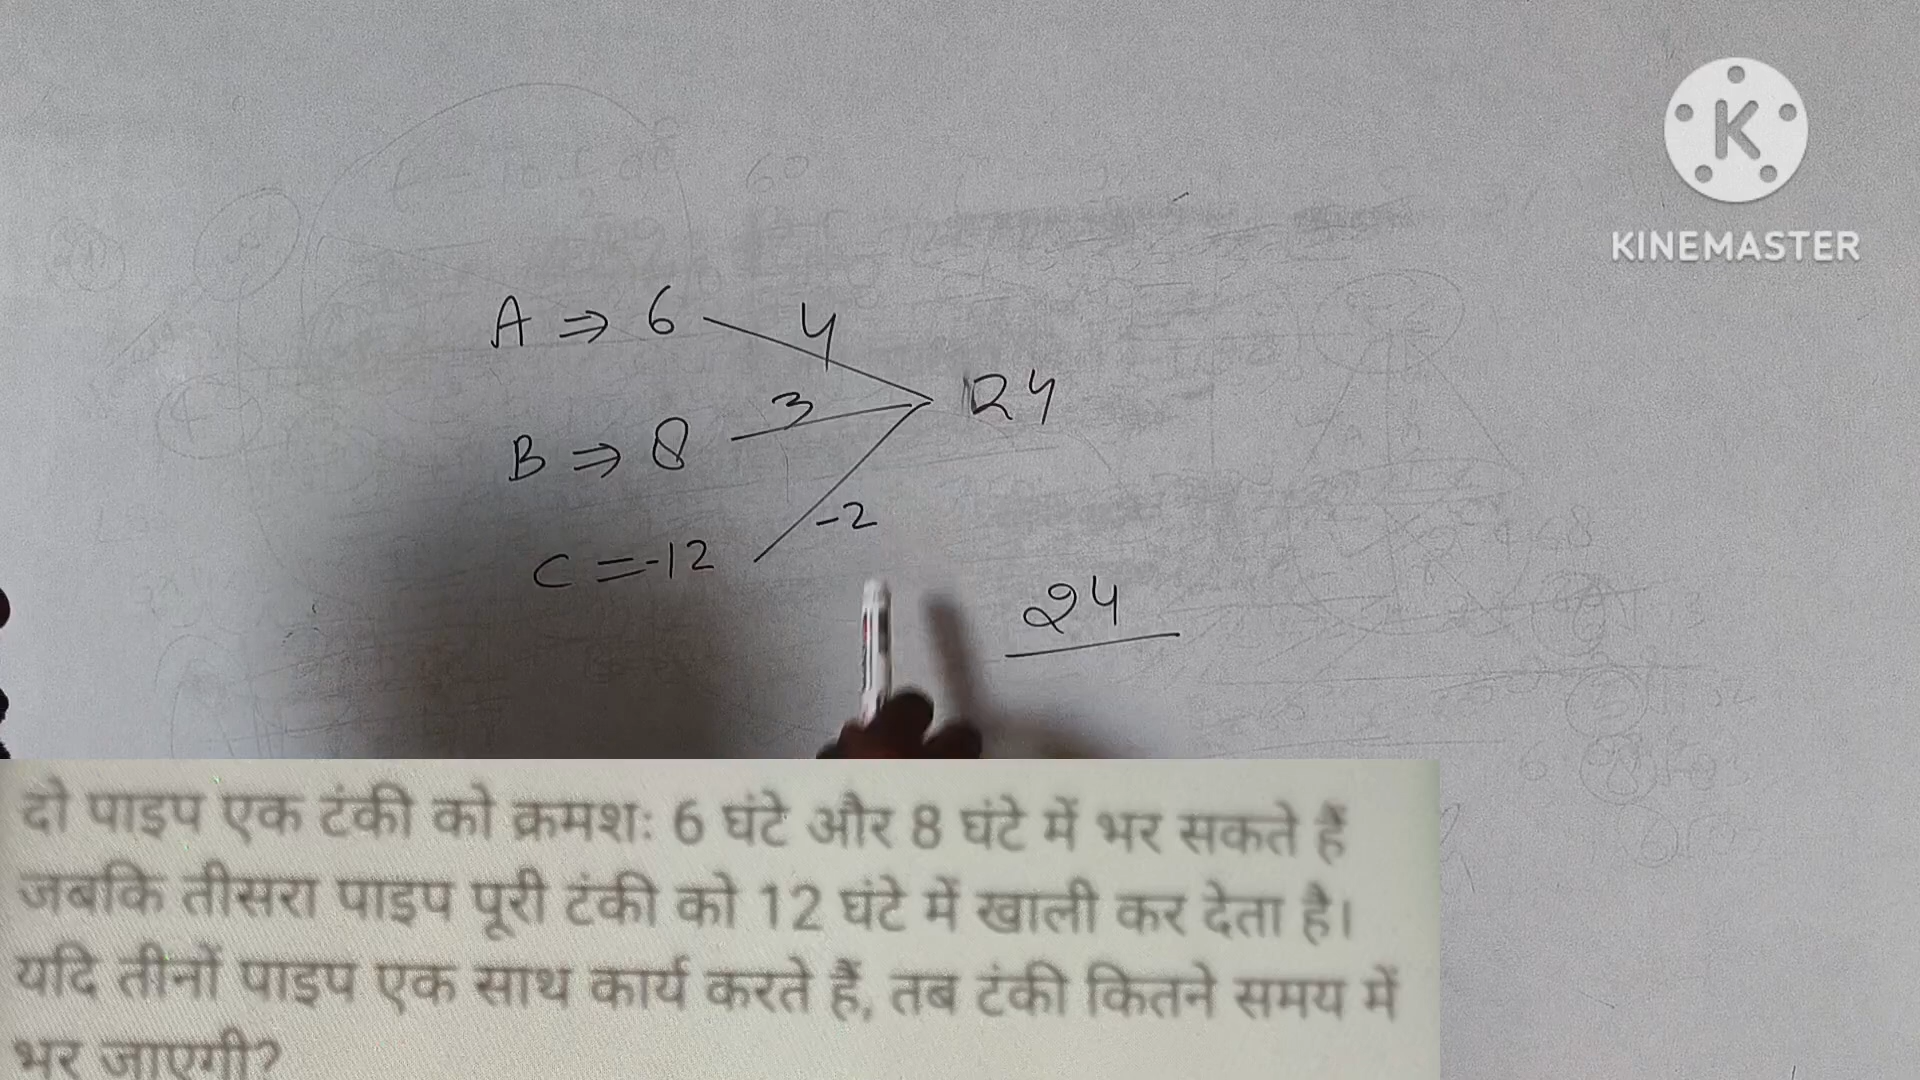 KINEMASTER
A ⇒ 6 4
24
B ⇒ 8 3
C = -12 -2
24
दो पाइप एक टंकी को क्रमशः 6 घंटे और 8 घंटे में भर सकते हैं
जबकि तीसरा पाइप पूरी टंकी को 12 घंटे में खाली कर देता है।
यदि तीनों पाइप एक साथ कार्य करते हैं, तब टंकी कितने समय में
भर जाएगी?